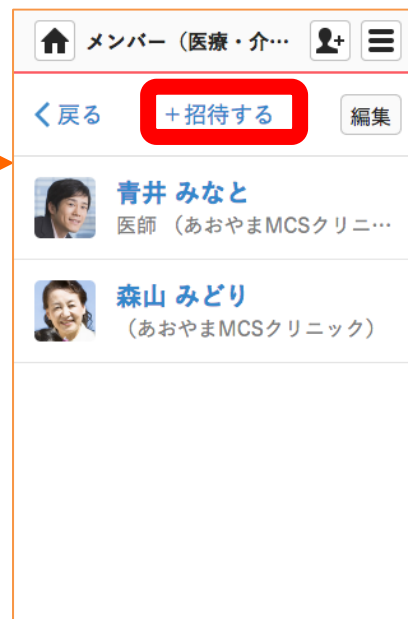 メンバー（医療・介…
戻る
+招待する
編集
青井 みなと
医師 （あおやまMCSクリニ…
森山 みどり
（あおやまMCSクリニック）